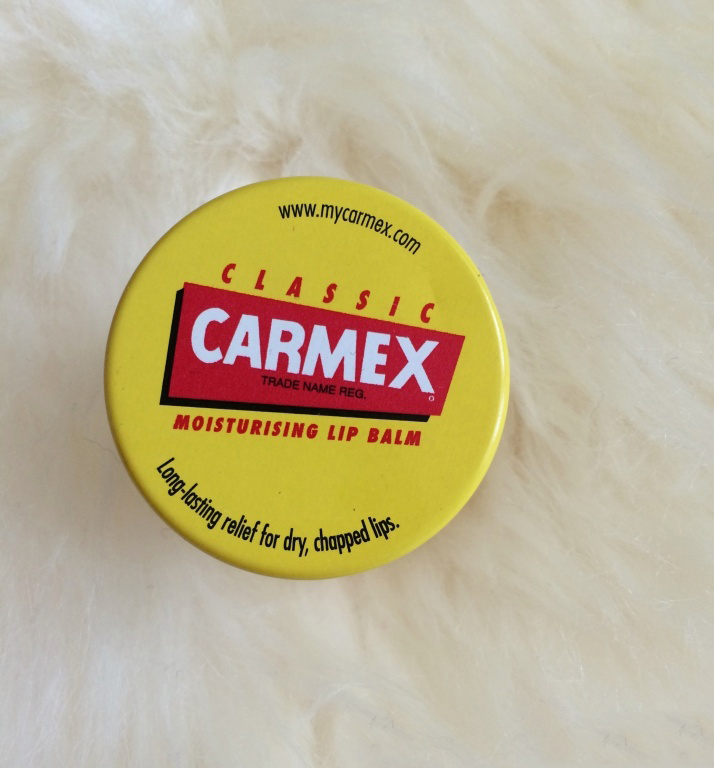 www.mycarmex.com
CLASSIC
CARMEX
TRADE NAME REG.
MOISTURISING LIP BALM
Long-lasting relief for dry, chapped lips.